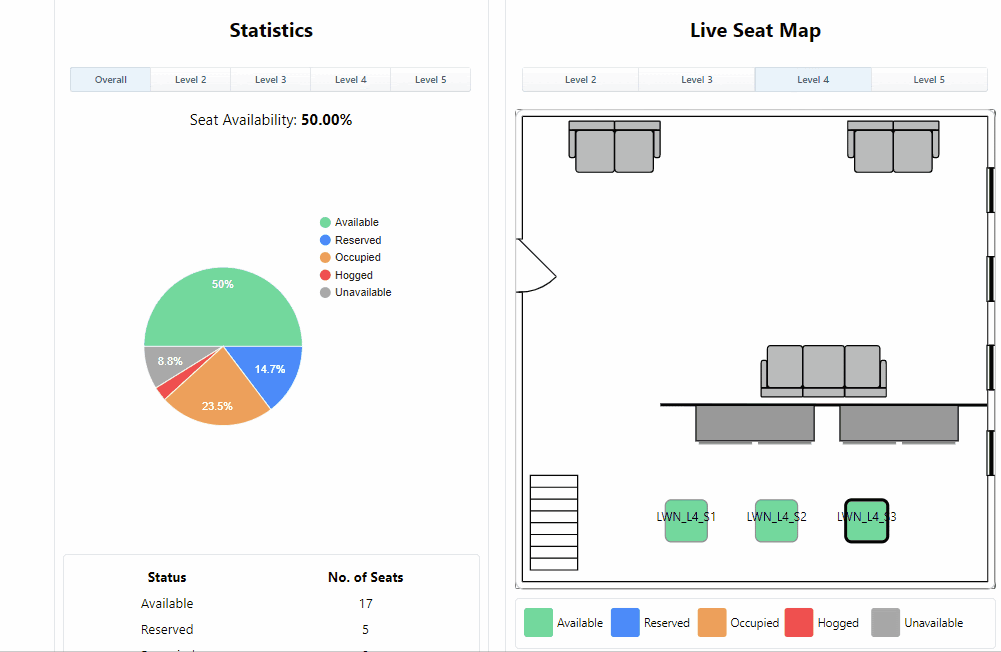 Statistics
Overall Level 2 Level 3 Level 4 Level 5
Seat Availability: 50.00%
Available
Reserved
Occupied
Hogged
Unavailable
50%
8.8%
14.7%
23.5%
Status No. of Seats
Available 17
Reserved 5
Live Seat Map
Level 2 Level 3 Level 4 Level 5
LWN_L4_S1 LWN_L4_S2 LWN_L4_S3
Available Reserved Occupied Hogged Unavailable